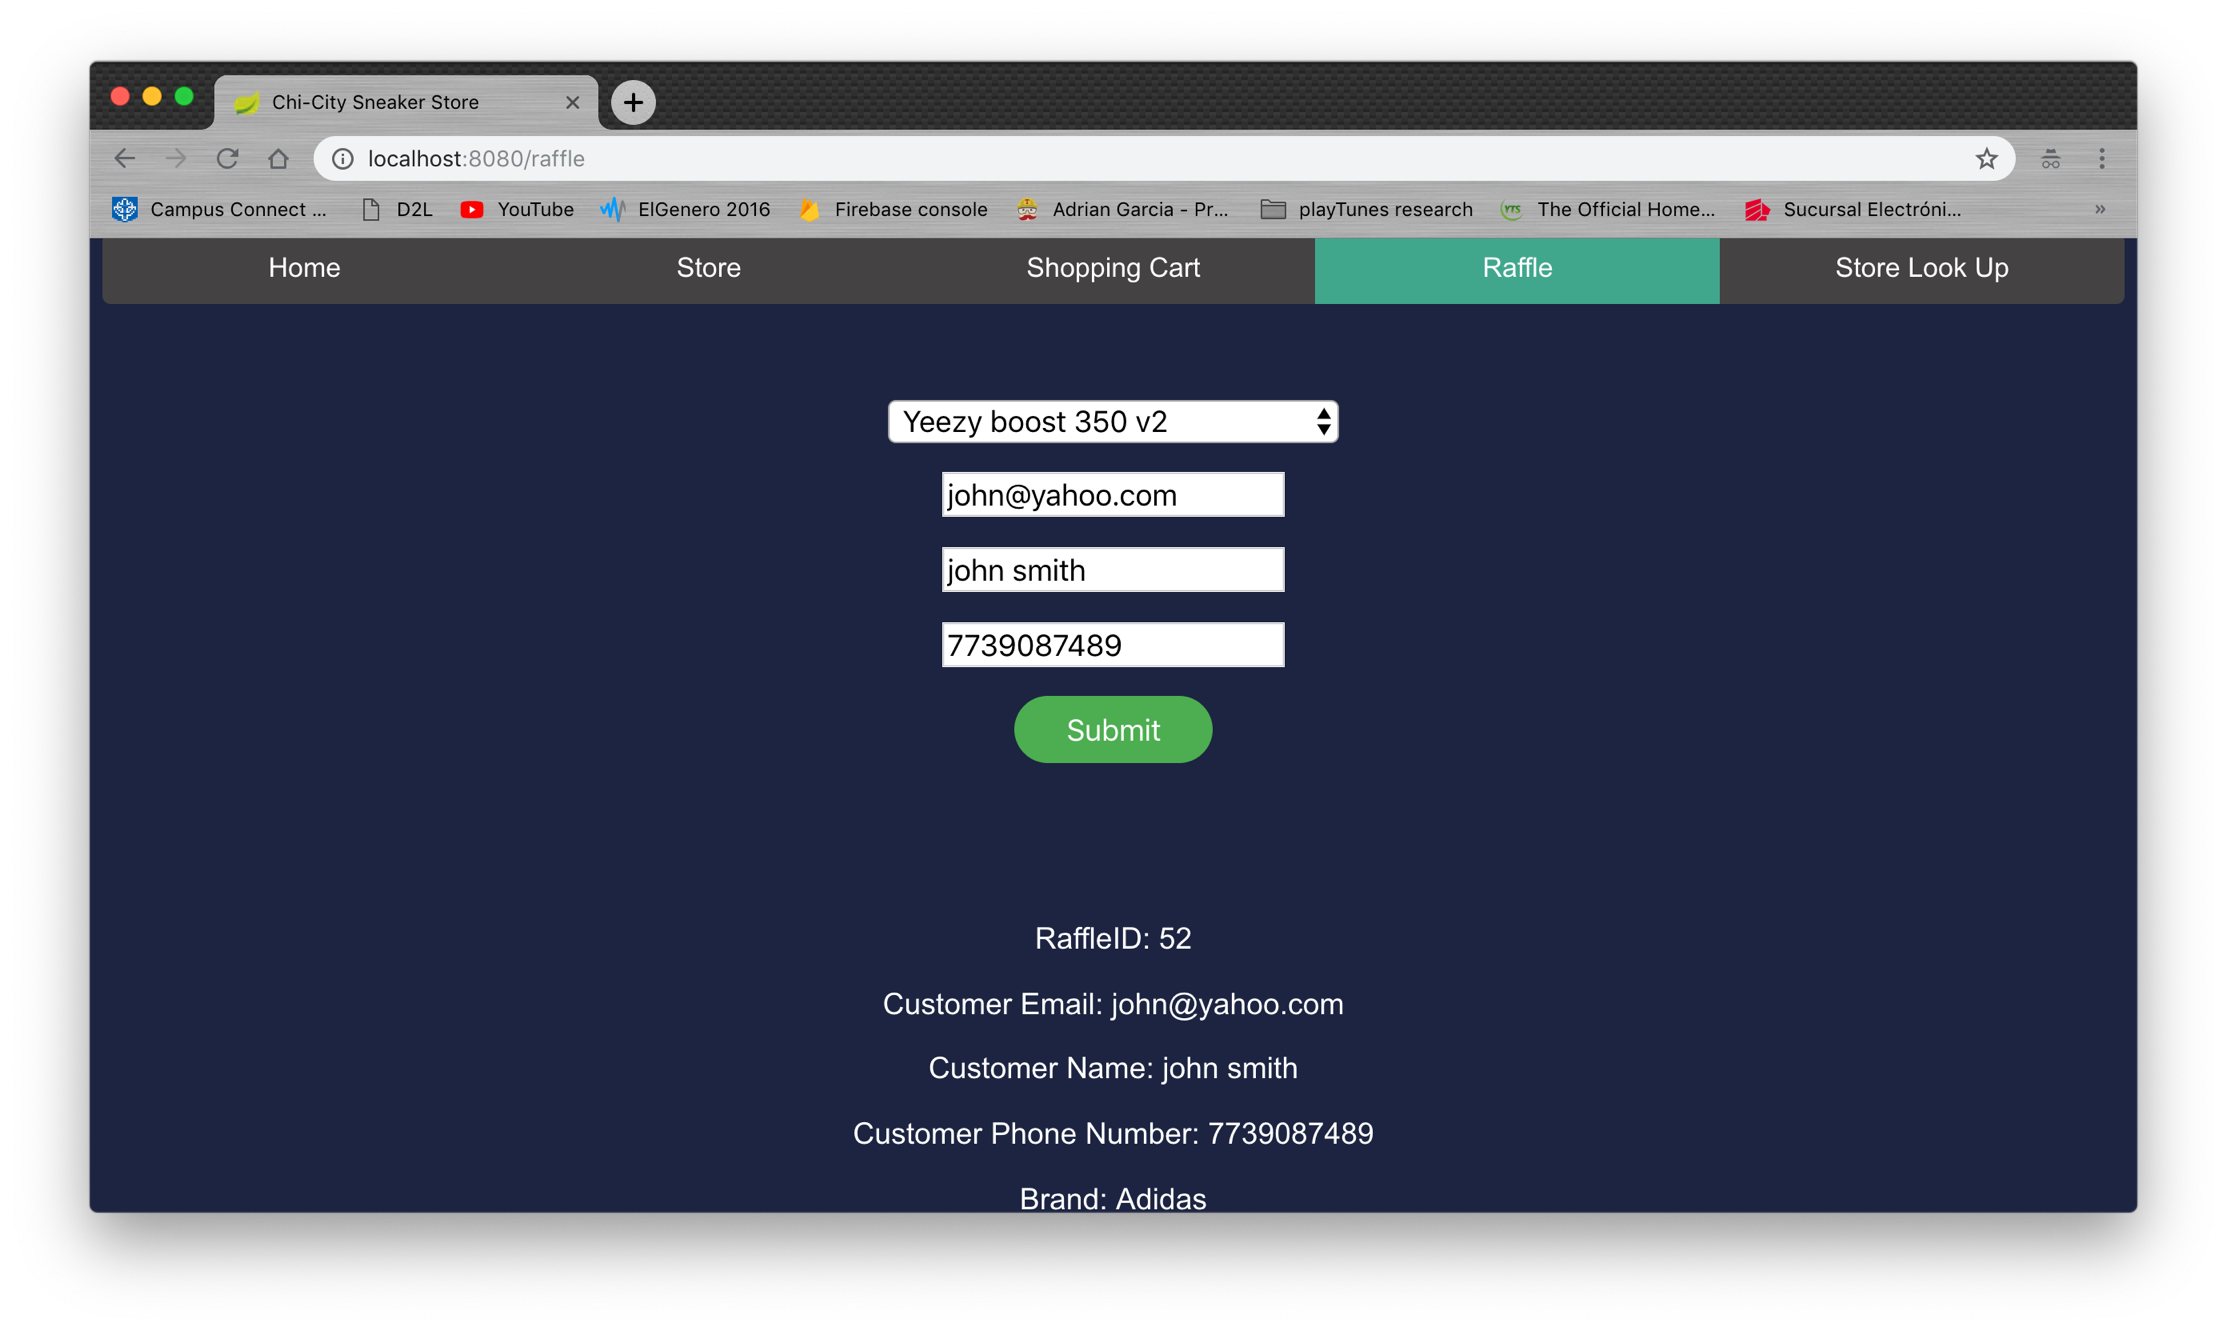 Chi-City Sneaker Store
localhost:8080/raffle
Campus Connect ... D2L YouTube ElGenero 2016 Firebase console Adrian Garcia - Pr... playTunes research YTS The Official Home... Sucursal Electróni... »
Home Store Shopping Cart Raffle Store Look Up
Yeezy boost 350 v2
john@yahoo.com
john smith
7739087489
Submit
RaffleID: 52
Customer Email: john@yahoo.com
Customer Name: john smith
Customer Phone Number: 7739087489
Brand: Adidas